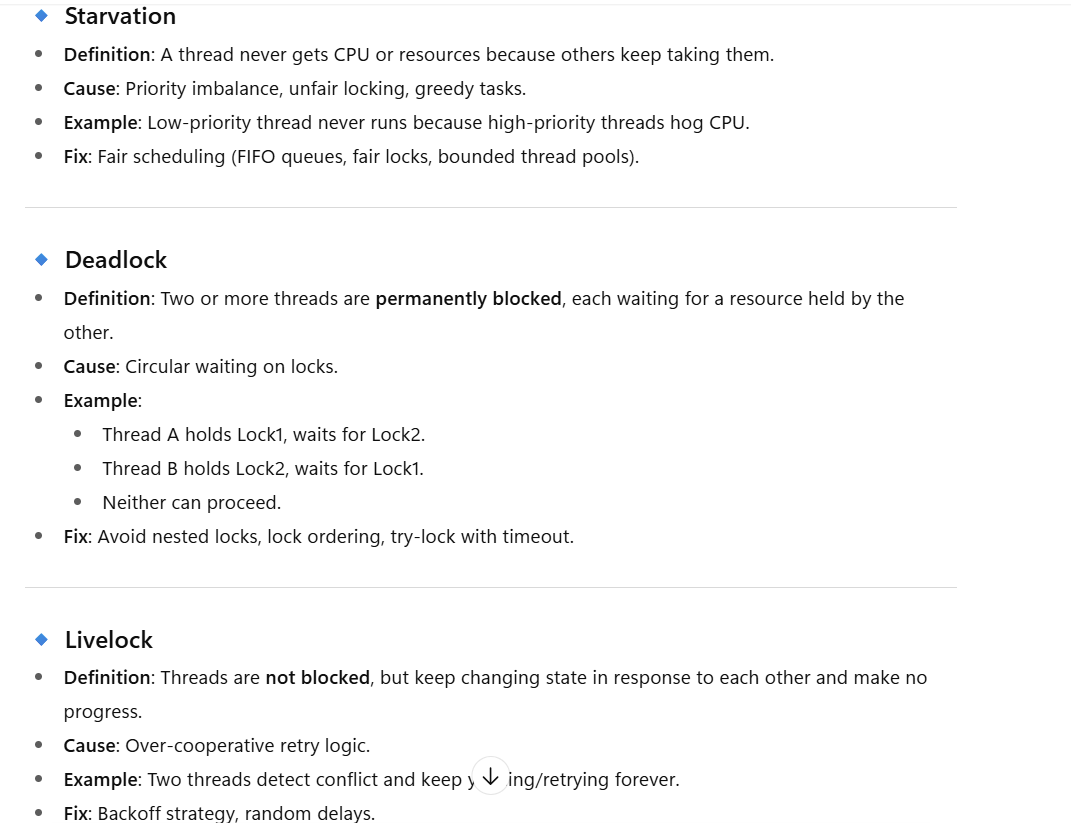 Starvation
Definition: A thread never gets CPU or resources because others keep taking them.
Cause: Priority imbalance, unfair locking, greedy tasks.
Example: Low-priority thread never runs because high-priority threads hog CPU.
Fix: Fair scheduling (FIFO queues, fair locks, bounded thread pools).
Deadlock
Definition: Two or more threads are permanently blocked, each waiting for a resource held by the
other.
Cause: Circular waiting on locks.
Example:
Thread A holds Lock1, waits for Lock2.
Thread B holds Lock2, waits for Lock1.
Neither can proceed.
Fix: Avoid nested locks, lock ordering, try-lock with timeout.
Livelock
Definition: Threads are not blocked, but keep changing state in response to each other and make no
progress.
Cause: Over-cooperative retry logic.
Example: Two threads detect conflict and keep /retrying forever.
Fix: Backoff strategy, random delays.